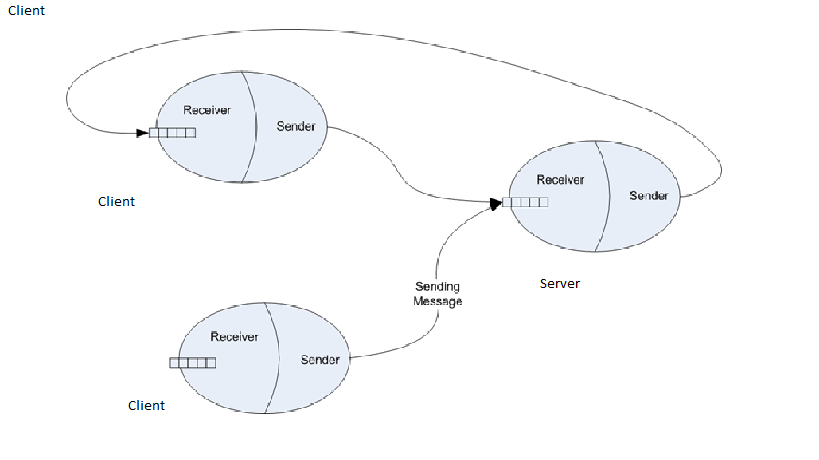 Client
Receiver
Sender
Client
Receiver
Sender
Server
Sending
Message
Receiver
Sender
Client